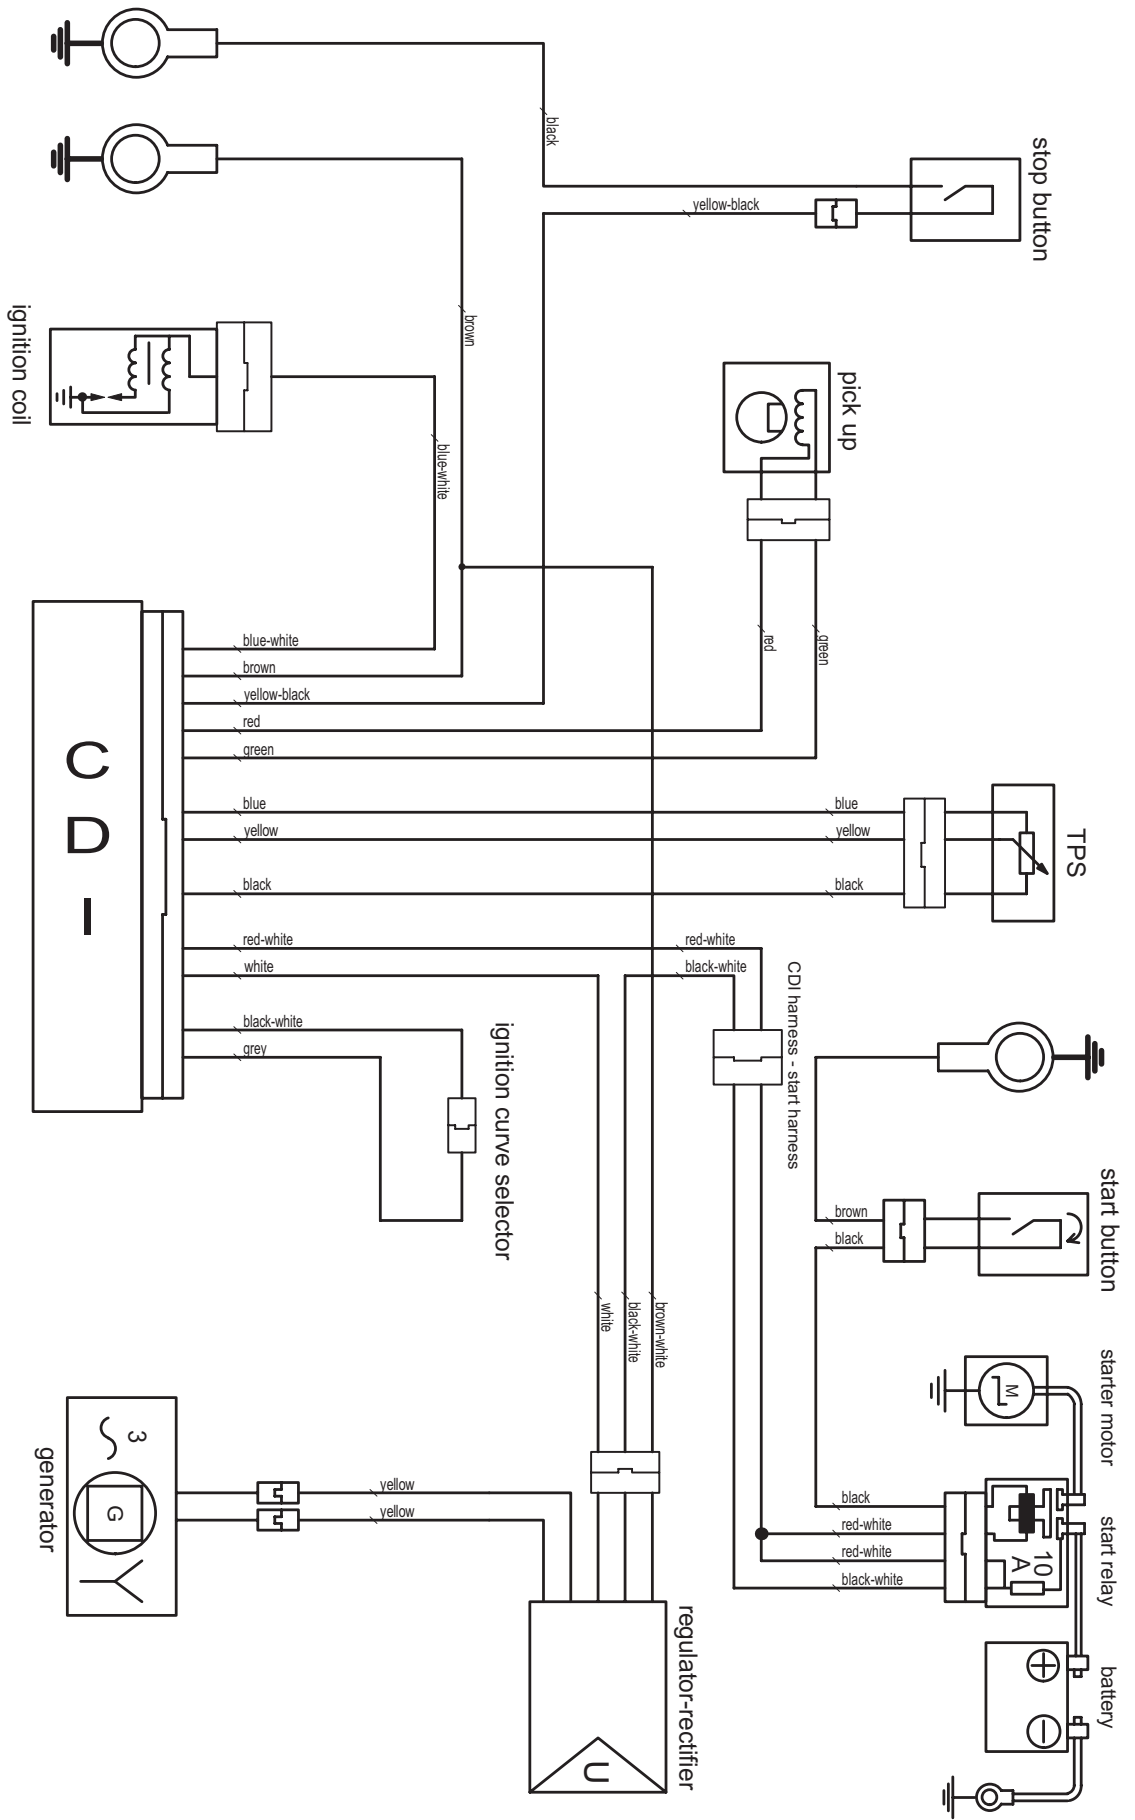 stop button
black
yellow-black
brown
ignition coil
blue-white
pick up
red
green
C
D
I
blue-white
brown
yellow-black
red
green
blue
yellow
black
red-white
white
black-white
grey
blue
yellow
black
TPS
red-white
black-white
CDI harness - start harness
ignition curve selector
start button
brown
black
white
black-white
brown-white
starter motor
M
start relay
10
A
black
red-white
red-white
black-white
battery
+
−
3
G
generator
yellow
yellow
regulator-rectifier
U